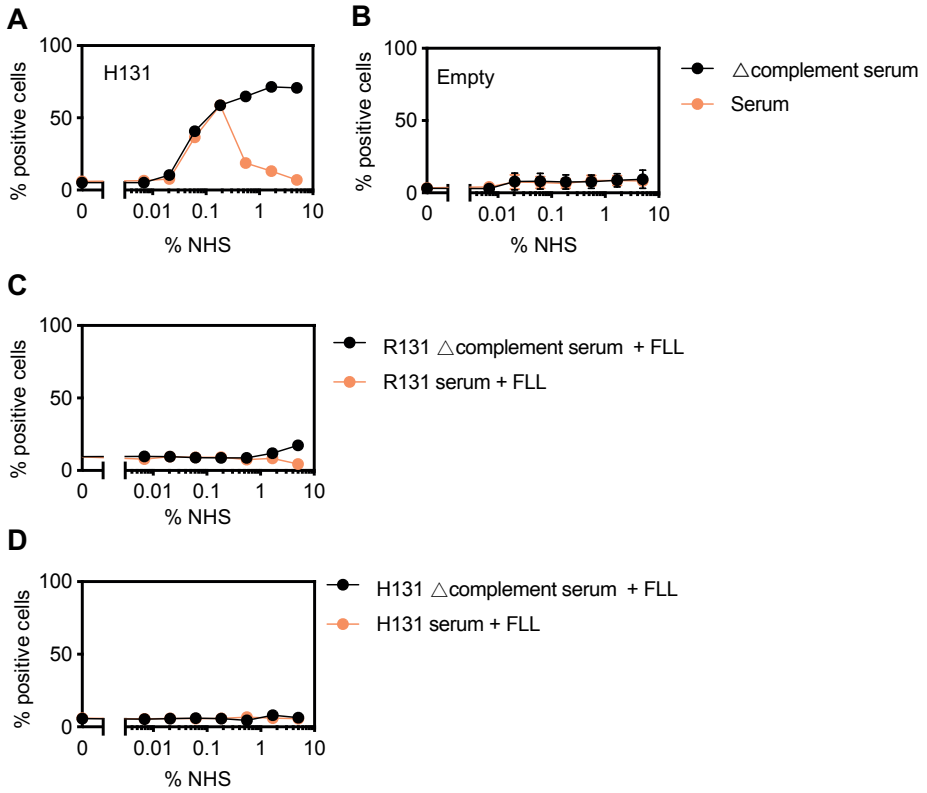 A
B
100
50
0
% positive cells
H131
0
0.01
0.1
1
10
% NHS
100
50
0
% positive cells
Empty
0
0.01
0.1
1
10
% NHS
△complement serum
Serum
C
100
50
0
% positive cells
0
0.01
0.1
1
10
% NHS
R131 △complement serum + FLL
R131 serum + FLL
D
100
50
0
% positive cells
0
0.01
0.1
1
10
% NHS
H131 △complement serum + FLL
H131 serum + FLL